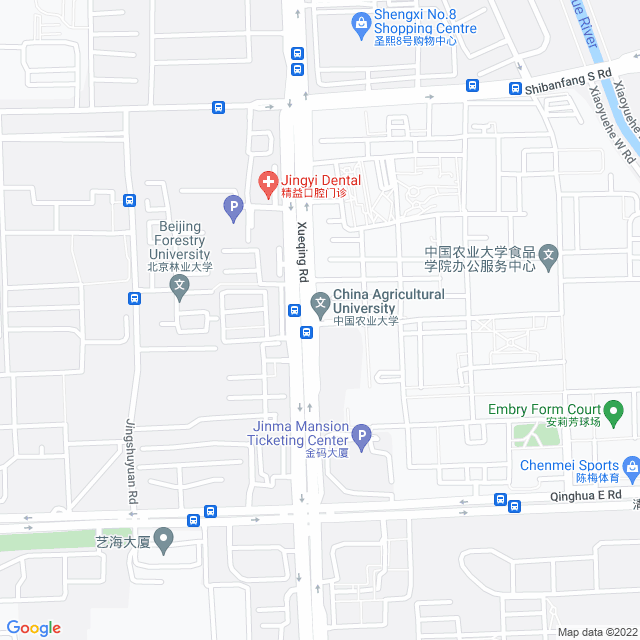 Shengxi No.8
Shopping Centre
圣熙8号购物中心
Xue River
Shibanfang S Rd
Xiaoyuehe
Xiaoyuehe W Rd
Jingyi Dental
精益口腔门诊
P
Beijing
Forestry
University
北京林业大学
文
Xueqing Rd
中国农业大学食品
学院办公服务中心
文
China Agricultural
University
中国农业大学
文
Embry Form Court
安莉芳球场
Jinma Mansion
Ticketing Center
金码大厦
P
Jingshuyuan Rd
Chenmei Sports
陈梅体育
Qinghua E Rd
清
艺海大厦
Google
Map data ©2022